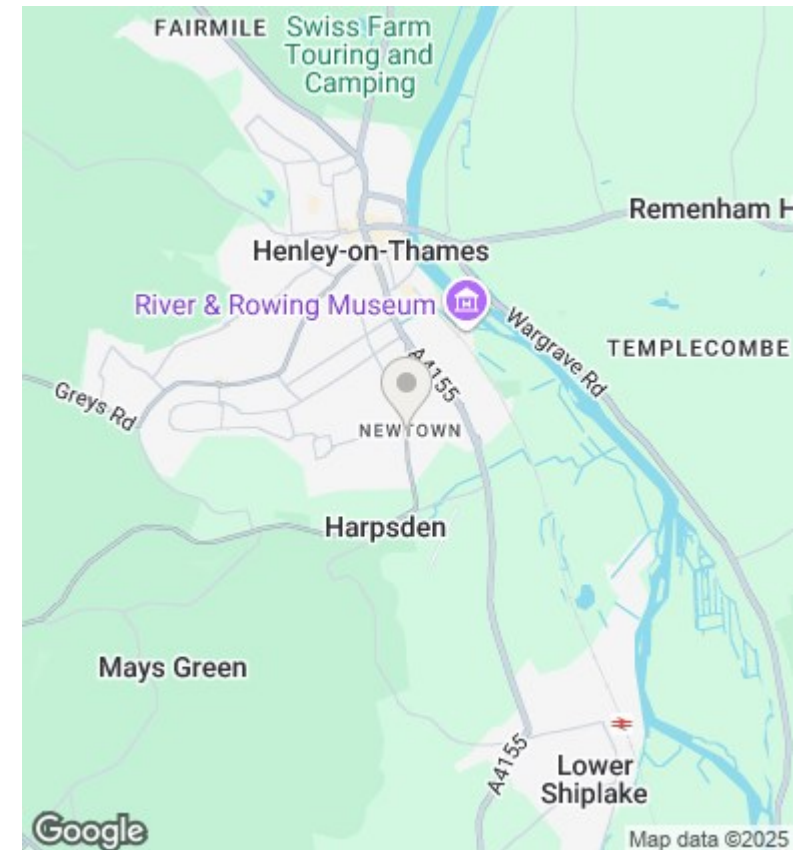 FAIRMILE
Swiss Farm
Touring and
Camping
Remenham H
Henley-on-Thames
River & Rowing Museum
Wargrave Rd
TEMPLECOMBE
A4155
Greys Rd
NEWTOWN
Harpsden
Mays Green
A4155
Lower
Shiplake
Google
Map data ©2025